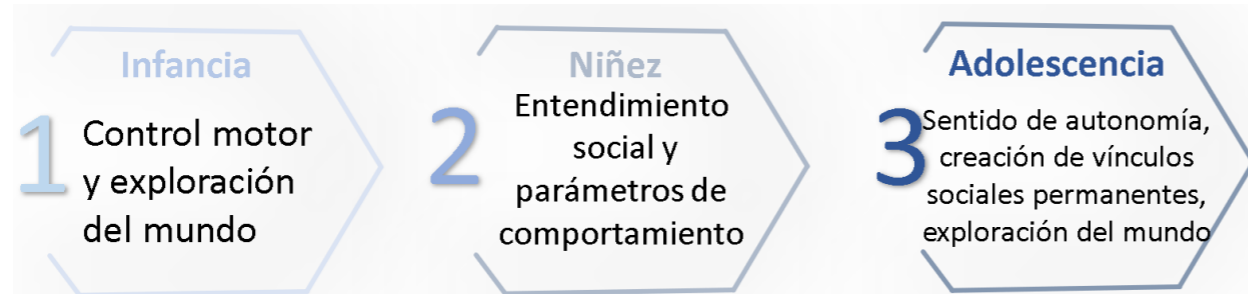 Infancia
1
Control motor
y exploración
del mundo
Niñez
2
Entendimiento
social y
parámetros de
comportamiento
Adolescencia
3
Sentido de autonomía,
creación de vínculos
sociales permanentes,
exploración del mundo